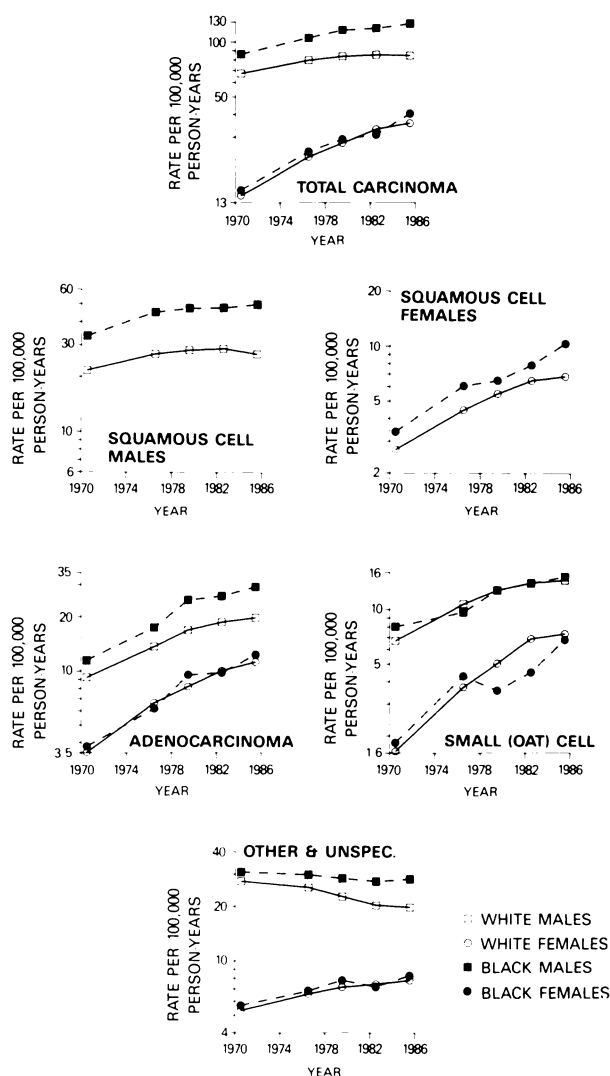 130
100
50
13
RATE PER 100,000
PERSON-YEARS
TOTAL CARCINOMA
1970 1974 1978 1982 1986
YEAR
60
30
10
6
RATE PER 100,000
PERSON-YEARS
SQUAMOUS CELL
MALES
1970 1974 1978 1982 1986
YEAR
20
10
5
2
RATE PER 100,000
PERSON-YEARS
SQUAMOUS CELL
FEMALES
1970 1974 1978 1982 1986
YEAR
35
20
10
3.5
RATE PER 100,000
PERSON-YEARS
ADENOCARCINOMA
1970 1974 1978 1982 1986
YEAR
16
10
5
1.6
RATE PER 100,000
PERSON-YEARS
SMALL (OAT) CELL
1970 1974 1978 1982 1986
YEAR
OTHER & UNSPEC.
40
20
10
4
RATE PER 100,000
PERSON-YEARS
1970 1974 1978 1982 1986
YEAR
WHITE MALES
WHITE FEMALES
BLACK MALES
BLACK FEMALES